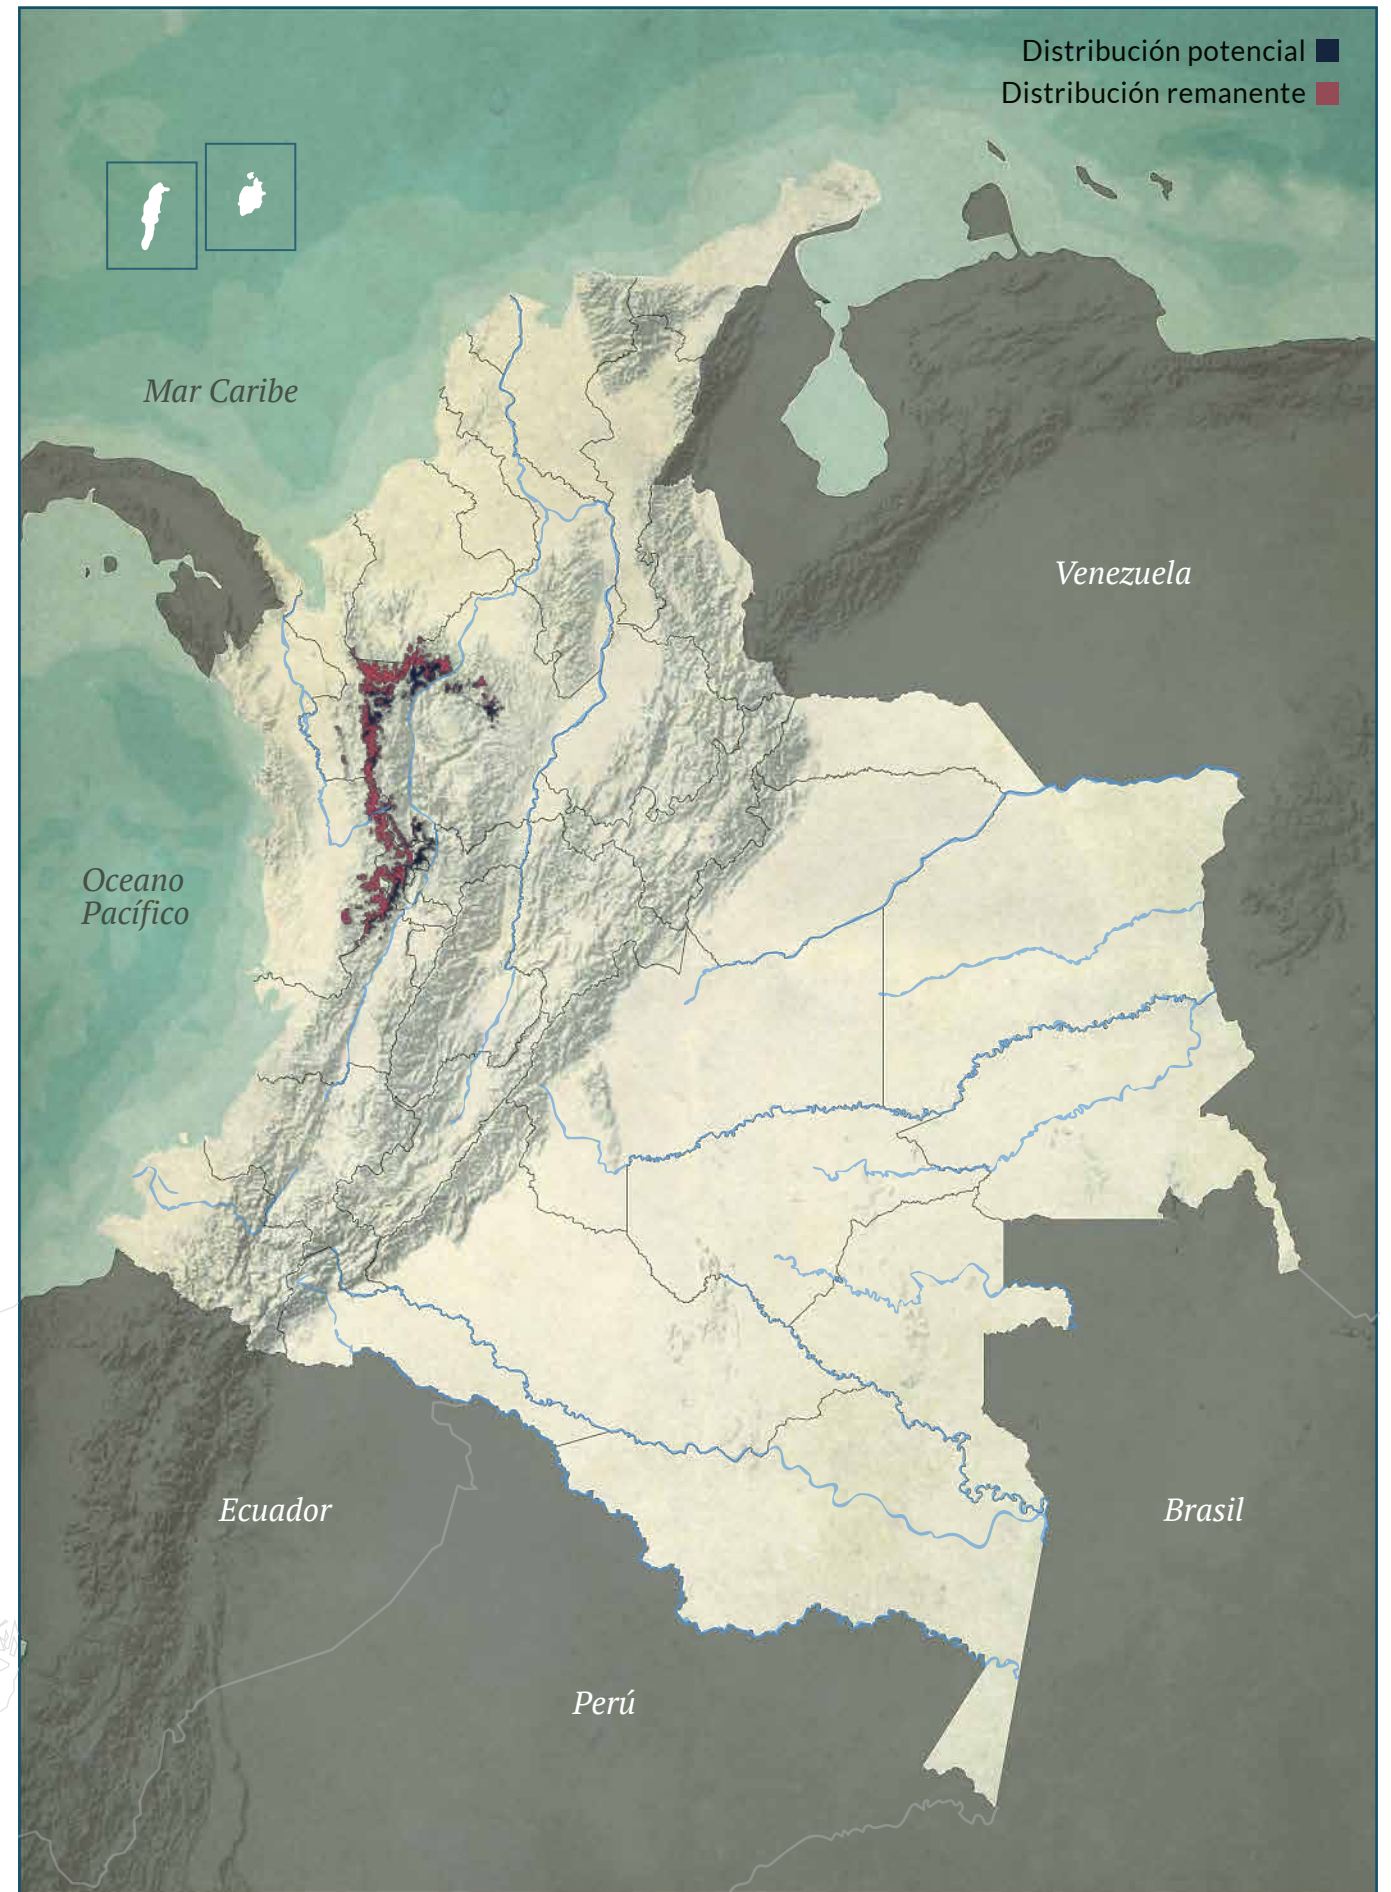 Distribución potencial
Distribución remanente
Mar Caribe
Venezuela
Oceano
Pacífico
Ecuador
Brasil
Perú